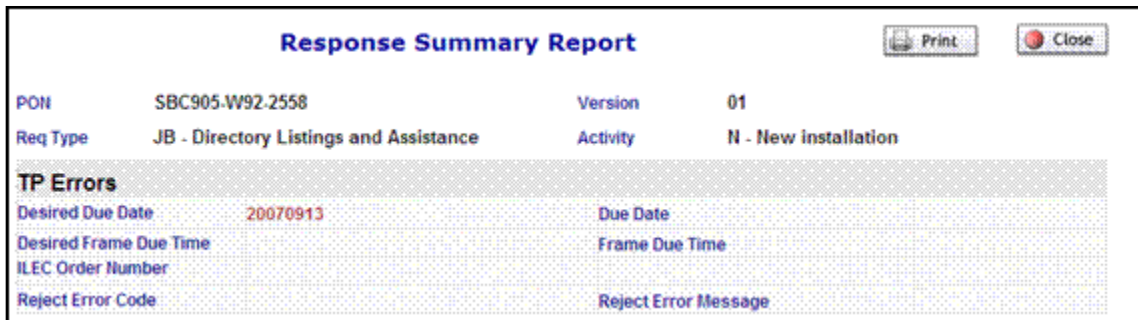 Response Summary Report Print Close
PON SBC905-W92-2558 Version 01
Req Type JB - Directory Listings and Assistance Activity N - New installation
TP Errors
Desired Due Date 20070913 Due Date
Desired Frame Due Time Frame Due Time
ILEC Order Number
Reject Error Code Reject Error Message